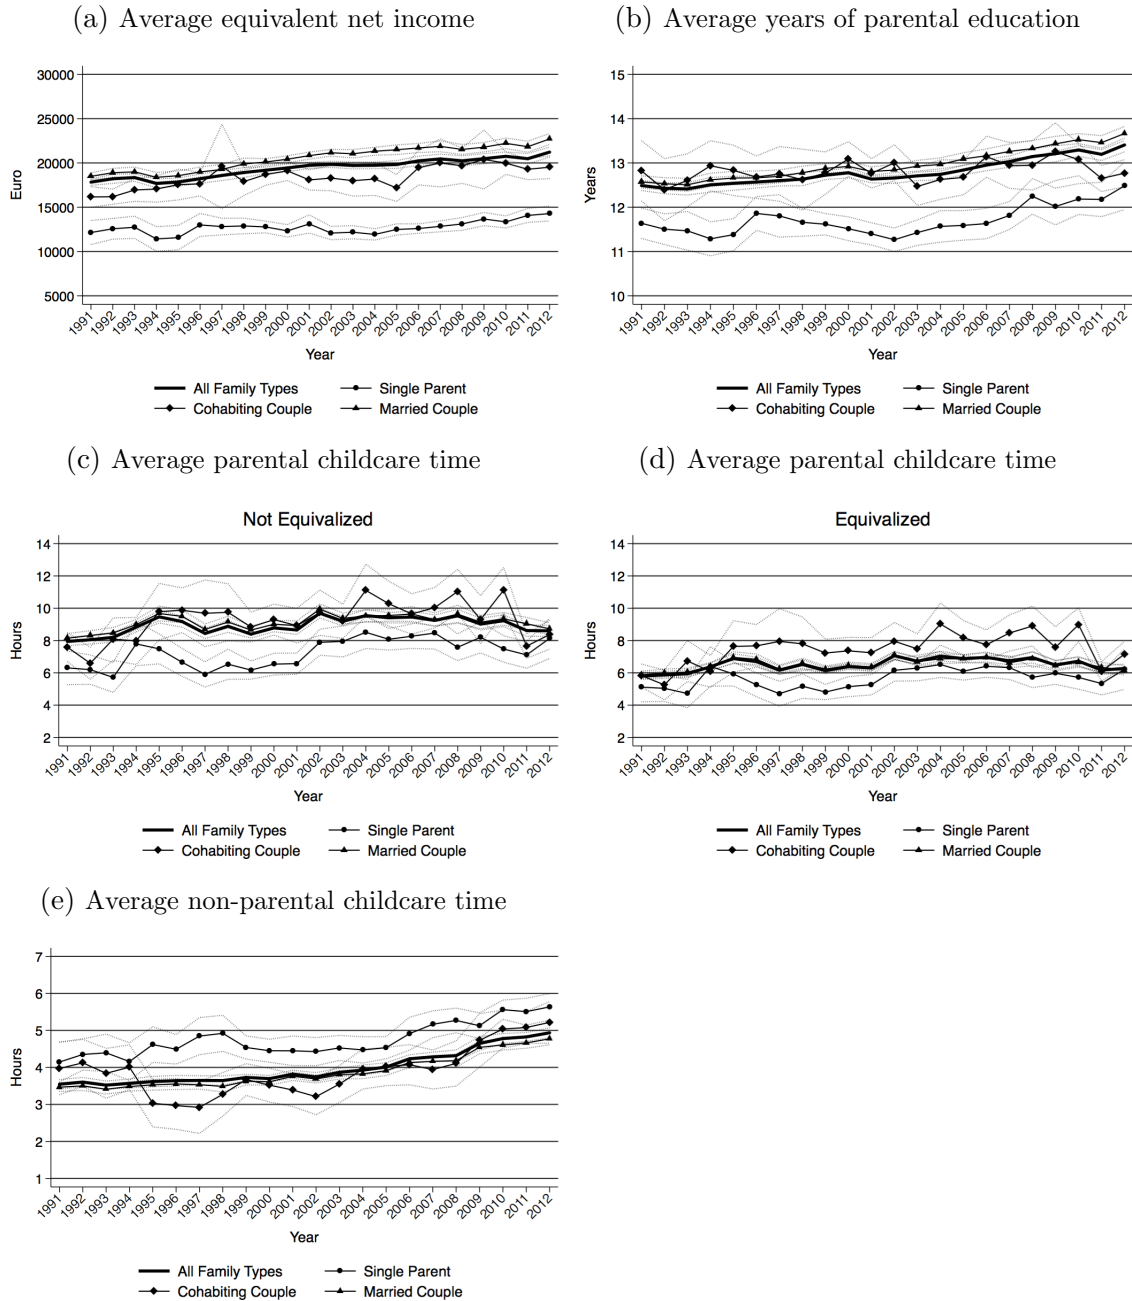 (a) Average equivalent net income
30000
25000
20000
15000
10000
5000
Euro
1991 1992 1993 1994 1995 1996 1997 1998 1999 2000 2001 2002 2003 2004 2005 2006 2007 2008 2009 2010 2011 2012
Year
All Family Types Single Parent
Cohabiting Couple Married Couple
(b) Average years of parental education
15
14
13
12
11
10
Years
1991 1992 1993 1994 1995 1996 1997 1998 1999 2000 2001 2002 2003 2004 2005 2006 2007 2008 2009 2010 2011 2012
Year
All Family Types Single Parent
Cohabiting Couple Married Couple
(c) Average parental childcare time
Not Equivalized
14
12
10
8
6
4
2
Hours
1991 1992 1993 1994 1995 1996 1997 1998 1999 2000 2001 2002 2003 2004 2005 2006 2007 2008 2009 2010 2011 2012
Year
All Family Types Single Parent
Cohabiting Couple Married Couple
(d) Average parental childcare time
Equivalized
14
12
10
8
6
4
2
Hours
1991 1992 1993 1994 1995 1996 1997 1998 1999 2000 2001 2002 2003 2004 2005 2006 2007 2008 2009 2010 2011 2012
Year
All Family Types Single Parent
Cohabiting Couple Married Couple
(e) Average non-parental childcare time
7
6
5
4
3
2
1
Hours
1991 1992 1993 1994 1995 1996 1997 1998 1999 2000 2001 2002 2003 2004 2005 2006 2007 2008 2009 2010 2011 2012
Year
All Family Types Single Parent
Cohabiting Couple Married Couple